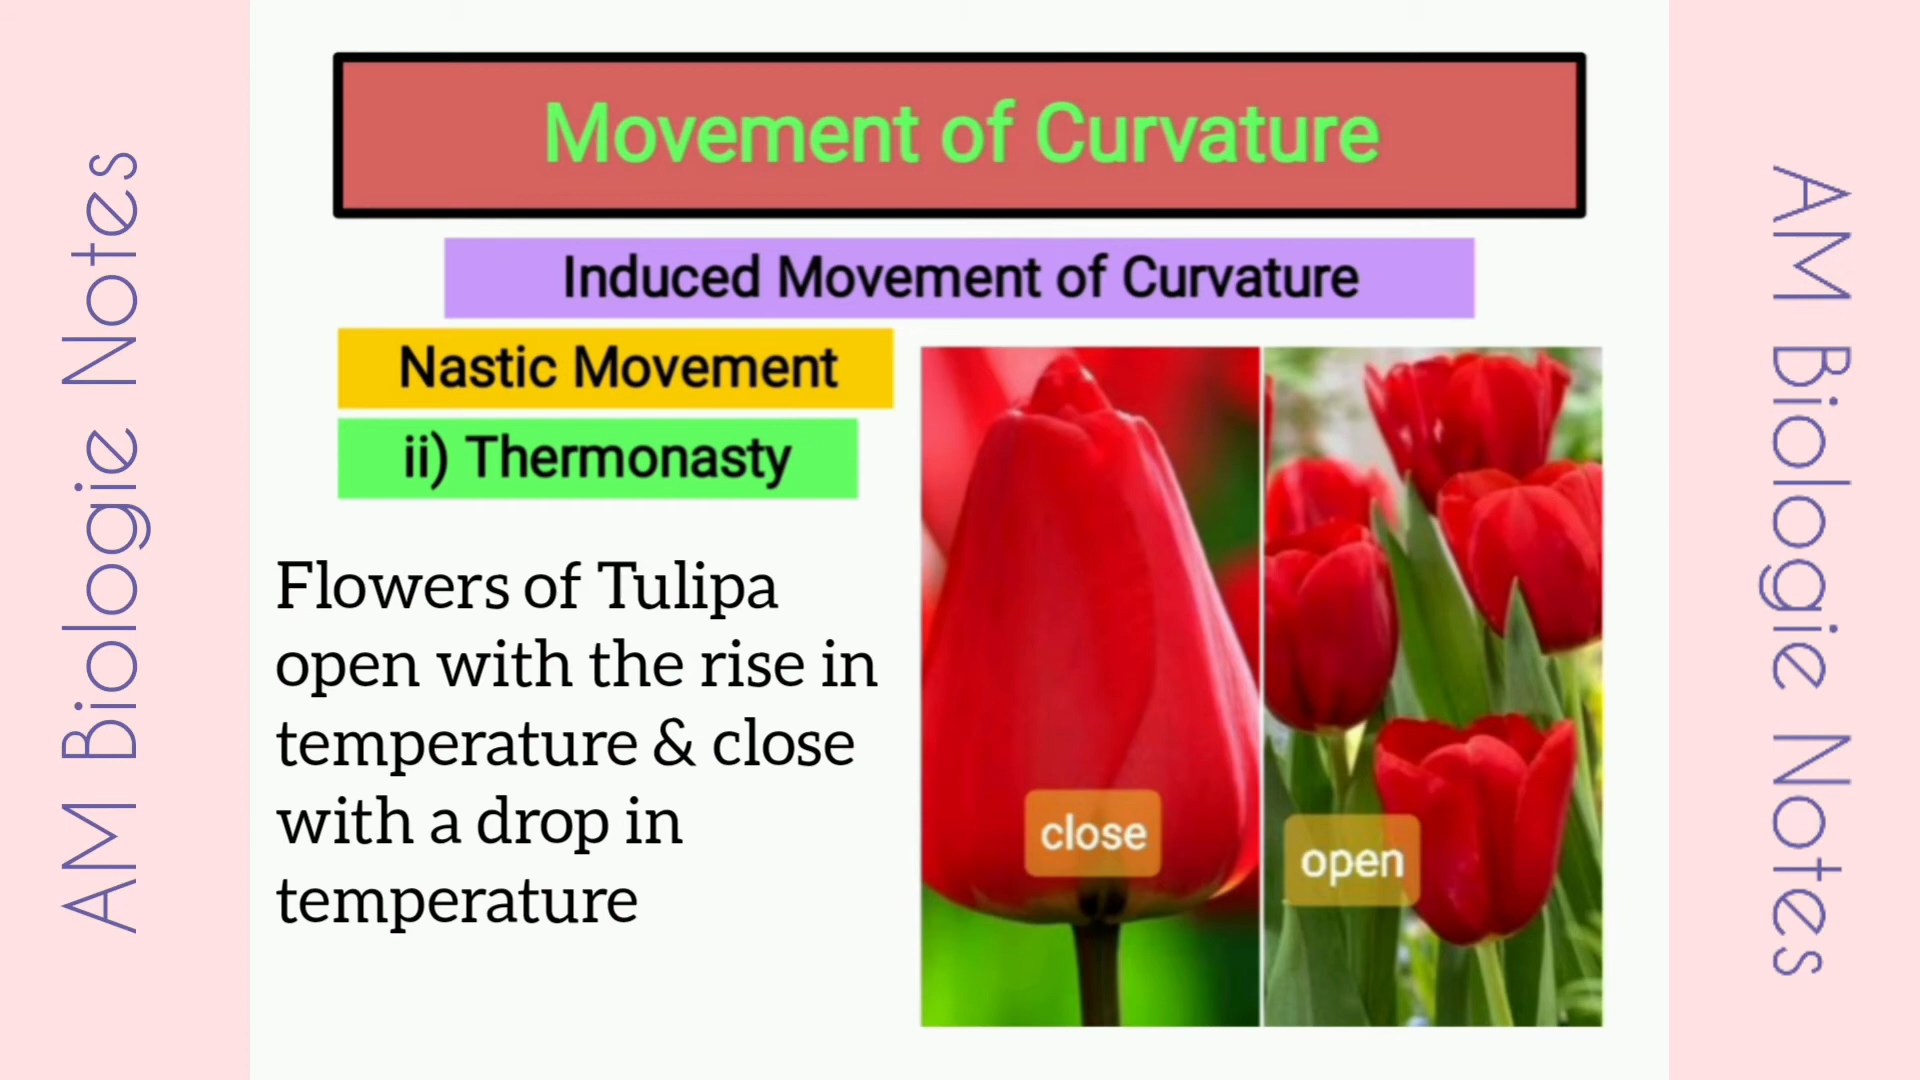 AM Biologie Notes
Movement of Curvature
Induced Movement of Curvature
Nastic Movement
ii) Thermonasty
Flowers of Tulipa
open with the rise in
temperature & close
with a drop in
temperature
close
open
AM Biologie Notes